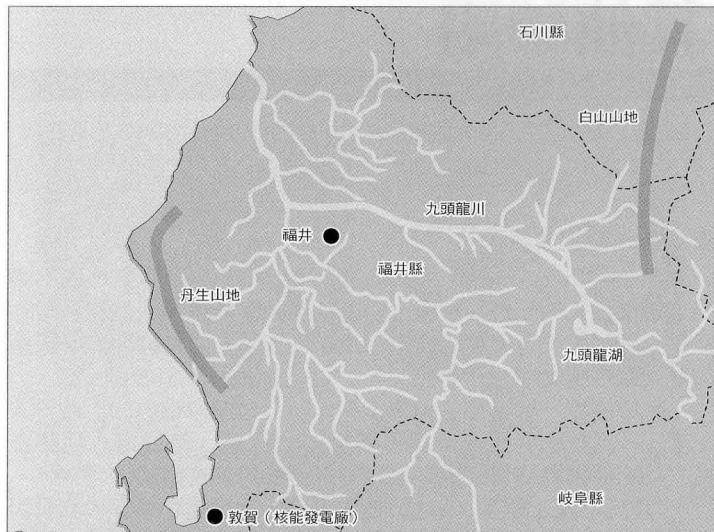 石川縣
白山山地
九頭龍川
福井
福井縣
丹生山地
九頭龍湖
岐阜縣
敦賀（核能發電廠）